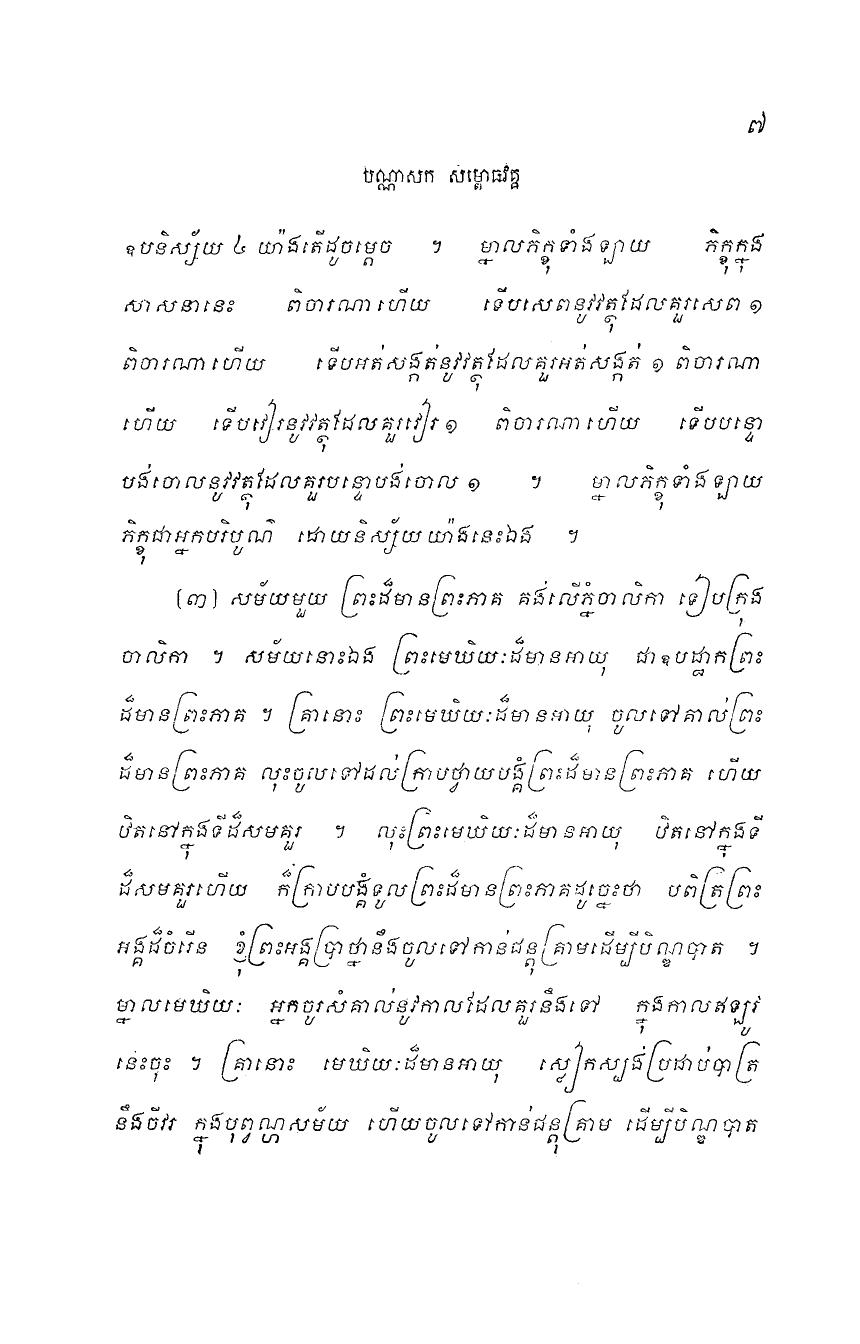 ៧
បណ្ណាសក សម្ពោធវគ្គ
ឧបនិស្ស័យ ៤ យ៉ាងតើដូចម្តេច ។ ម្នាលភិក្ខុទាំងឡាយ ភិក្ខុក្នុង
សាសនានេះ ពិចារណាហើយ ទើបសេពនូវវត្ថុដែលគួរសេព ១
ពិចារណាហើយ ទើបអត់សង្កត់នូវវត្ថុដែលគួរអត់សង្កត់ ១ ពិចារណា
ហើយ ទើបវៀរនូវវត្ថុដែលគួរវៀរ ១ ពិចារណាហើយ ទើបបន្ទោ
បង់ចោលនូវវត្ថុដែលគួរបន្ទោបង់ចោល ១ ។ ម្នាលភិក្ខុទាំងឡាយ
ភិក្ខុជាអ្នកបរិបូណ៌ ដោយនិស្ស័យយ៉ាងនេះឯង ។
(៣) សម័យមួយ ព្រះដ៏មានព្រះភាគ គង់លើភ្នំចាលិកា ទៀបក្រុង
ចាលិកា ។ សម័យនោះឯង ព្រះមេឃិយៈដ៏មានអាយុ ជាឧបដ្ឋាកព្រះ
ដ៏មានព្រះភាគ ។ គ្រានោះ ព្រះមេឃិយៈដ៏មានអាយុ ចូលទៅគាល់ព្រះ
ដ៏មានព្រះភាគ លុះចូលទៅដល់ក្រាបថ្វាយបង្គំព្រះដ៏មានព្រះភាគ ហើយ
ឋិតនៅក្នុងទីដ៏សមគួរ ។ លុះព្រះមេឃិយៈដ៏មានអាយុ ឋិតនៅក្នុងទី
ដ៏សមគួរហើយ ក៏ក្រាបបង្គំទូលព្រះដ៏មានព្រះភាគដូច្នេះថា បពិត្រព្រះ
អង្គដ៏ចំរើន ខ្ញុំព្រះអង្គប្រាថ្នានឹងចូលទៅកាន់ជន្តុគ្រាមដើម្បីបិណ្ឌបាត ។
ម្នាលមេឃិយៈ អ្នកចូរសំគាល់នូវកាលដែលគួរនឹងទៅ ក្នុងកាលឥឡូវ
នេះចុះ ។ គ្រានោះ មេឃិយៈដ៏មានអាយុ ស្លៀកស្បង់ប្រដាប់បាត្រ
នឹងចីវរ ក្នុងបុព្វណ្ហសម័យ ហើយចូលទៅកាន់ជន្តុគ្រាម ដើម្បីបិណ្ឌបាត